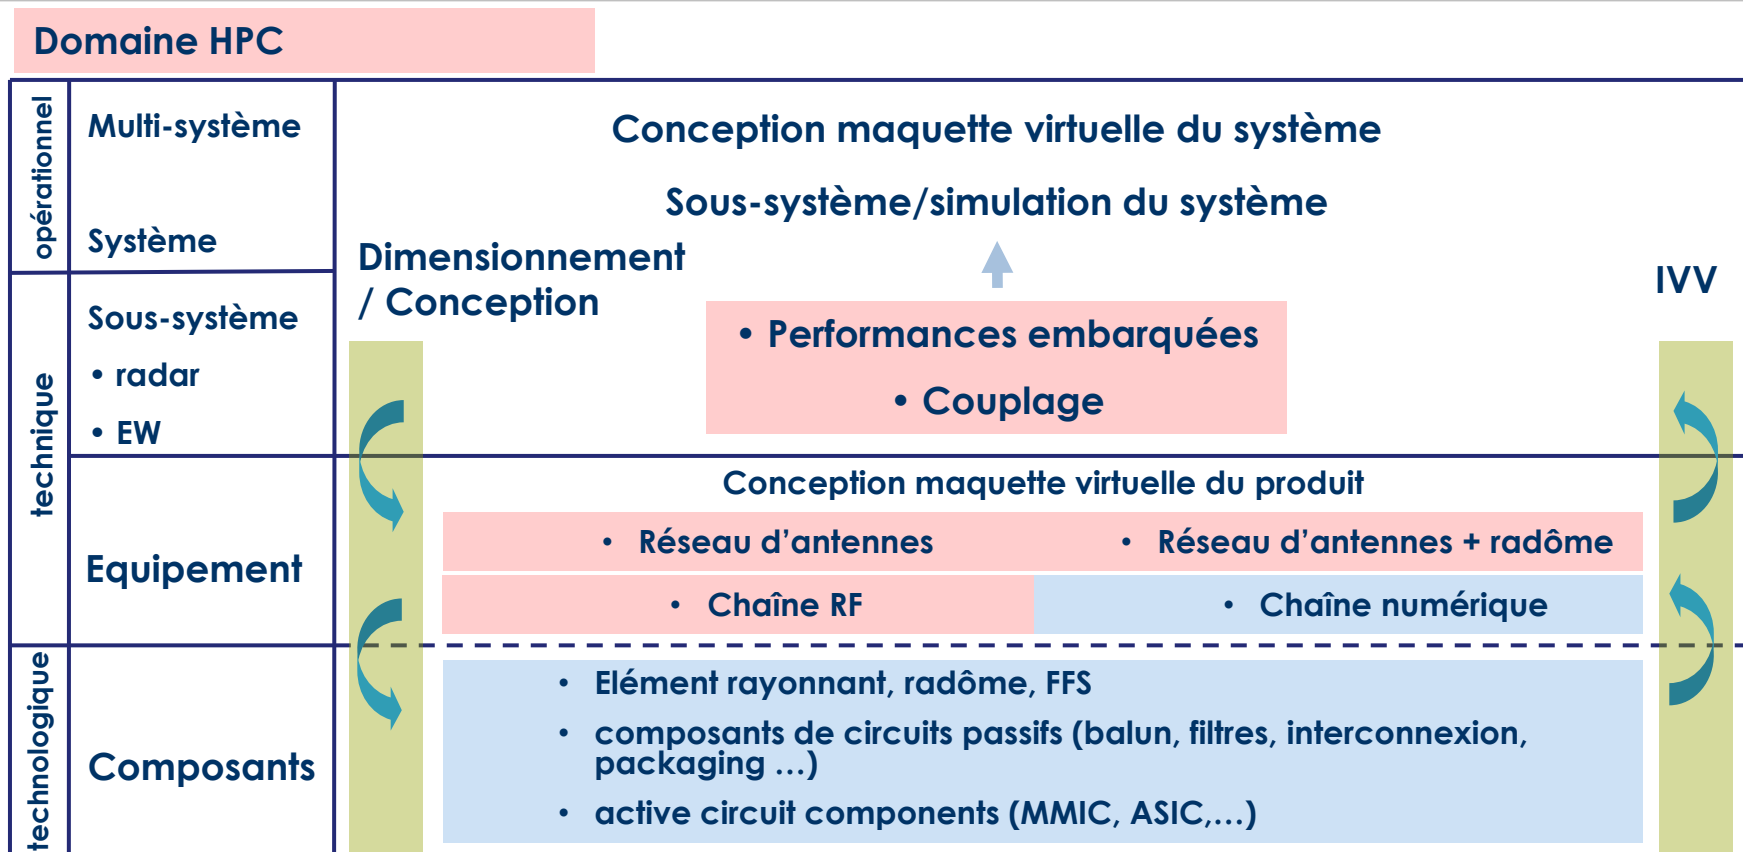 Domaine HPC
opérationnel
Multi-système
Conception maquette virtuelle du système
Sous-système/simulation du système
Système
Dimensionnement
/ Conception
IVV
technique
Sous-système
• radar
• EW
• Performances embarquées
• Couplage
Conception maquette virtuelle du produit
Equipement
• Réseau d’antennes
• Réseau d’antennes + radôme
• Chaîne RF
• Chaîne numérique
technologique
Composants
• Elément rayonnant, radôme, FFS
• composants de circuits passifs (balun, filtres, interconnexion,
packaging …)
• active circuit components (MMIC, ASIC,…)